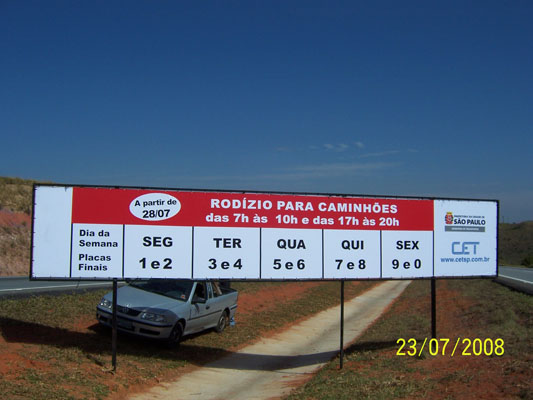 A partir de
28/07
RODÍZIO PARA CAMINHÕES
das 7h às 10h e das 17h às 20h
Dia da
Semana
SEG
TER
QUA
QUI
SEX
Placas
Finais
1 e 2
3 e 4
5 e 6
7 e 8
9 e 0
SÃO PAULO
CET
www.cetsp.com.br
23/07/2008